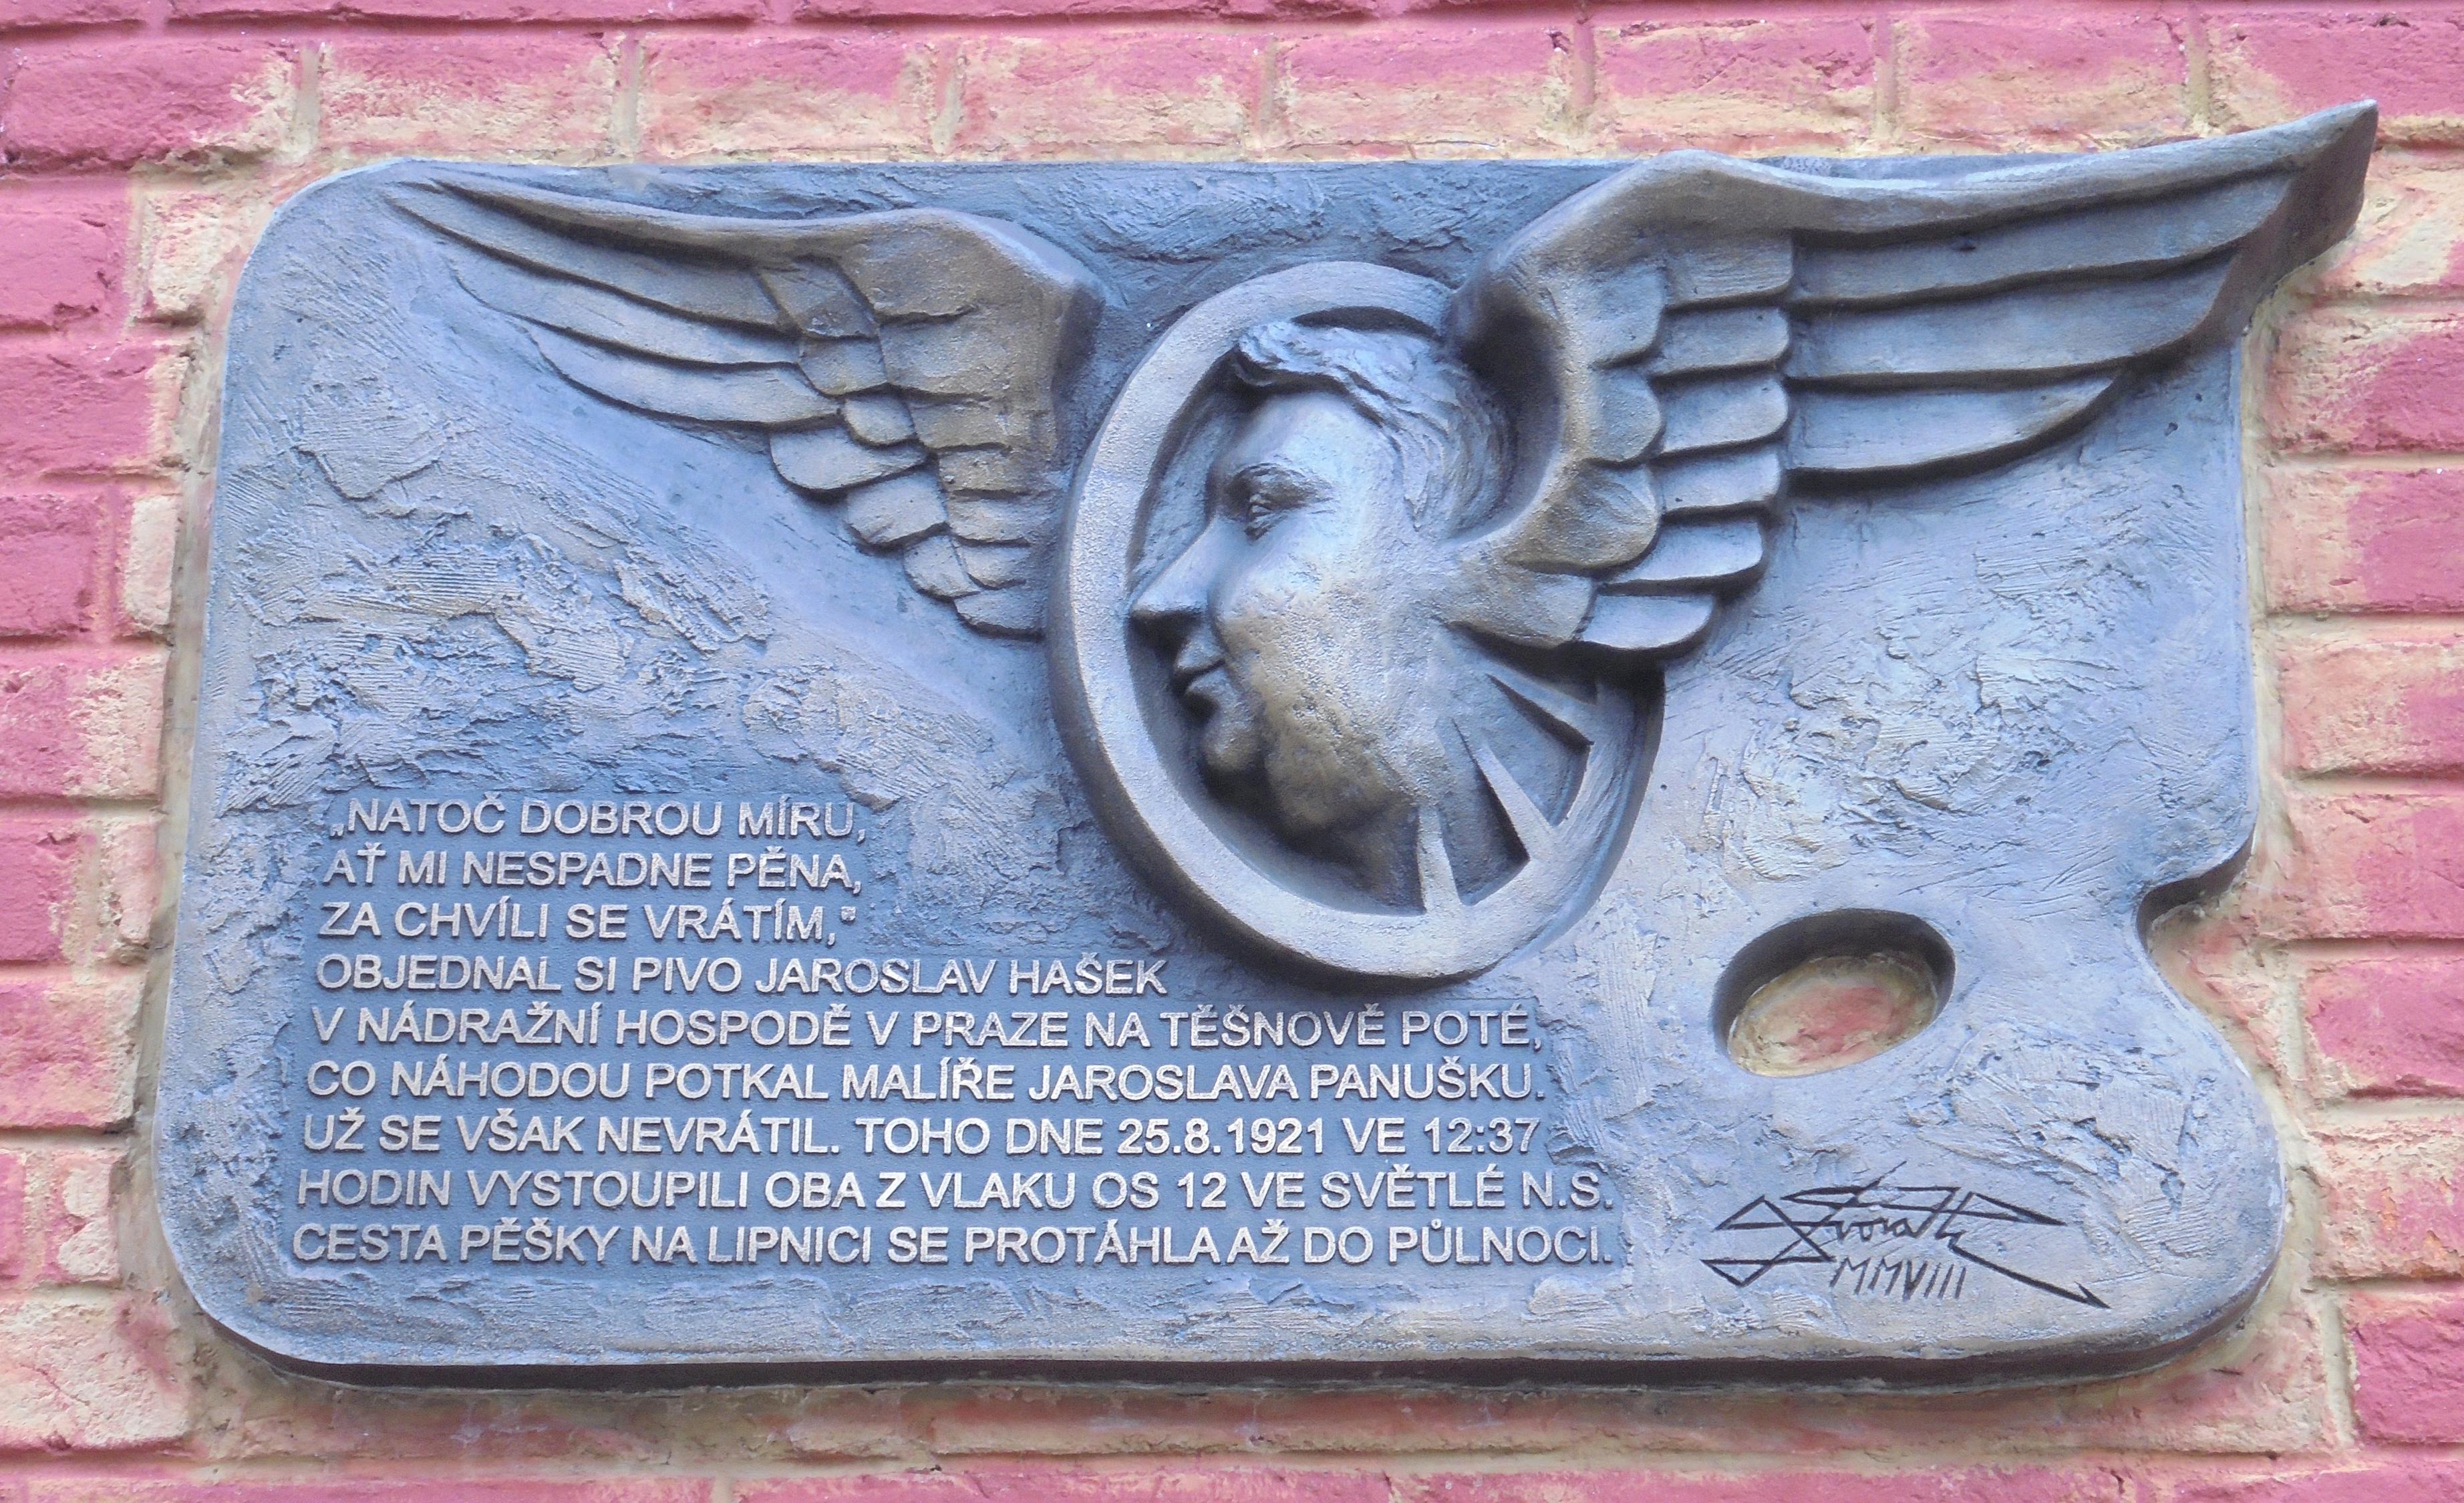 „NATOČ DOBROU MÍRU,
AŤ MI NESPADNE PĚNA,
ZA CHVÍLI SE VRÁTÍM,"
OBJEDNAL SI PIVO JAROSLAV HAŠEK
V NÁDRAŽNÍ HOSPODĚ V PRAZE NA TĚŠNOVĚ POTÉ,
CO NÁHODOU POTKAL MALÍŘE JAROSLAVA PANUŠKU.
UŽ SE VŠAK NEVRÁTIL. TOHO DNE 25.8.1921 VE 12:37
HODIN VYSTOUPILI OBA Z VLAKU OS 12 VE SVĚTLÉ N.S.
CESTA PĚŠKY NA LIPNICI SE PROTÁHLA AŽ DO PŮLNOCI.
MMVIII